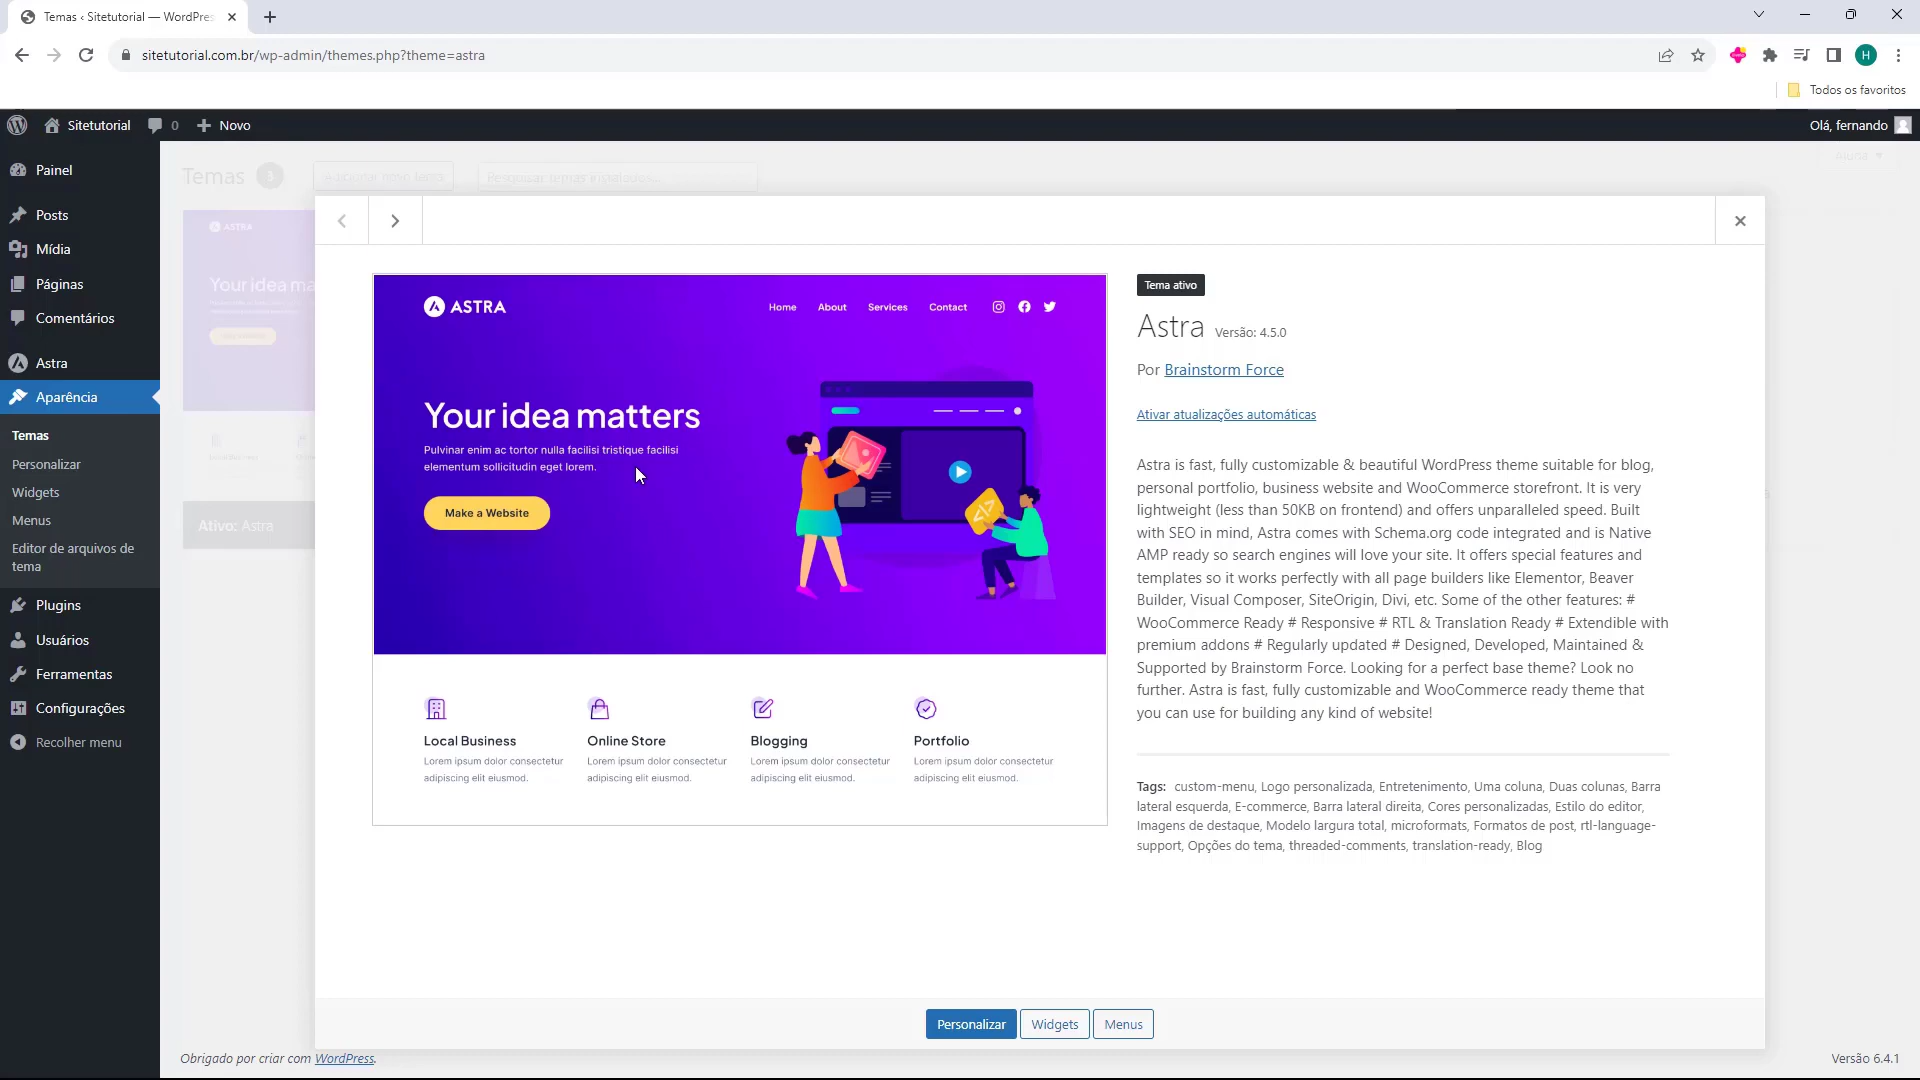 Temas ‹ Sitetutorial — WordPres
sitetutorial.com.br/wp-admin/themes.php?theme=astra
H
Todos os favoritos
Sitetutorial
0
Novo
Olá, fernando
Painel
Posts
Mídia
Páginas
Comentários
Astra
Aparência
Temas
Personalizar
Widgets
Menus
Editor de arquivos de
tema
Plugins
Usuários
Ferramentas
Configurações
Recolher menu
Temas 3
Adicionar novo tema
Pesquisar temas instalados...
Ajuda
ASTRA
Your idea ma
Ativo: Astra
ASTRA
Home
About
Services
Contact
Your idea matters
Pulvinar enim ac tortor nulla facilisi tristique facilisi
elementum sollicitudin eget lorem.
Make a Website
Local Business
Lorem ipsum dolor consectetur
adipiscing elit eiusmod.
Online Store
Lorem ipsum dolor consectetur
adipiscing elit eiusmod.
Blogging
Lorem ipsum dolor consectetur
adipiscing elit eiusmod.
Portfolio
Lorem ipsum dolor consectetur
adipiscing elit eiusmod.
Tema ativo
Astra Versão: 4.5.0
Por Brainstorm Force
Ativar atualizações automáticas
Astra is fast, fully customizable & beautiful WordPress theme suitable for blog,
personal portfolio, business website and WooCommerce storefront. It is very
lightweight (less than 50KB on frontend) and offers unparalleled speed. Built
with SEO in mind, Astra comes with Schema.org code integrated and is Native
AMP ready so search engines will love your site. It offers special features and
templates so it works perfectly with all page builders like Elementor, Beaver
Builder, Visual Composer, SiteOrigin, Divi, etc. Some of the other features: #
WooCommerce Ready # Responsive # RTL & Translation Ready # Extendible with
premium addons # Regularly updated # Designed, Developed, Maintained &
Supported by Brainstorm Force. Looking for a perfect base theme? Look no
further. Astra is fast, fully customizable and WooCommerce ready theme that
you can use for building any kind of website!
Tags: custom-menu, Logo personalizada, Entretenimento, Uma coluna, Duas colunas, Barra
lateral esquerda, E-commerce, Barra lateral direita, Cores personalizadas, Estilo do editor,
Imagens de destaque, Modelo largura total, microformats, Formatos de post, rtl-language-
support, Opções do tema, threaded-comments, translation-ready, Blog
Personalizar
Widgets
Menus
Obrigado por criar com WordPress.
Versão 6.4.1